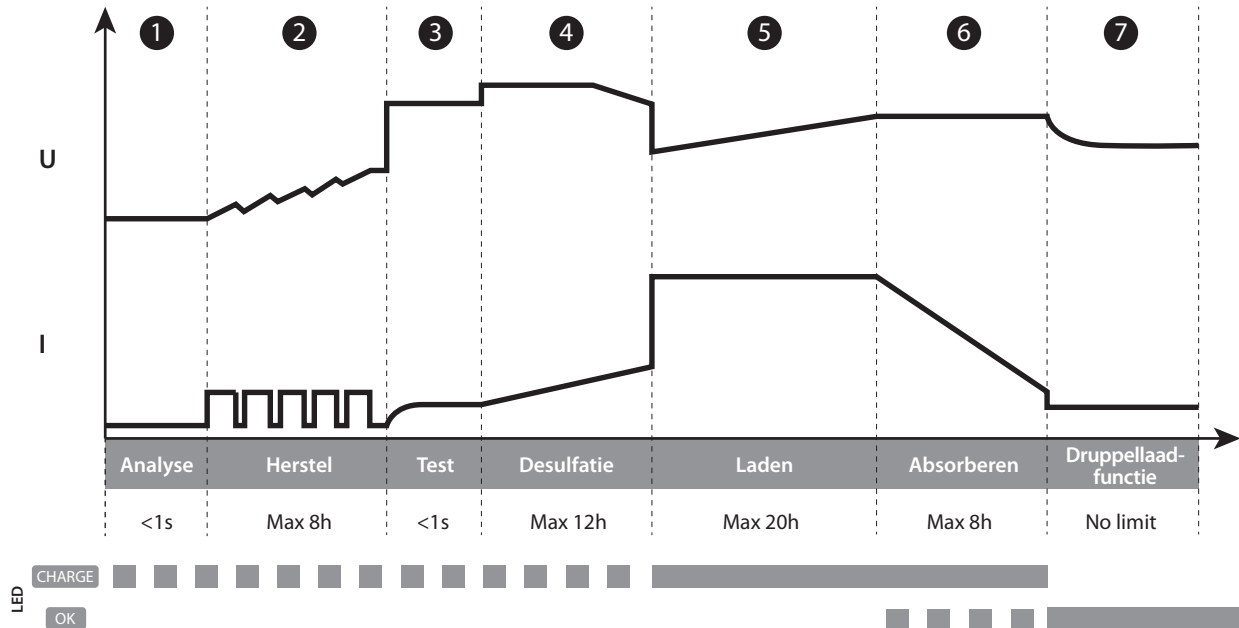 1 2 3 4 5 6 7
U
I
Analyse Herstel Test Desulfatie Laden Absorberen Druppellaad-
functie
<1s Max 8h <1s Max 12h Max 20h Max 8h No limit
LED
CHARGE
OK